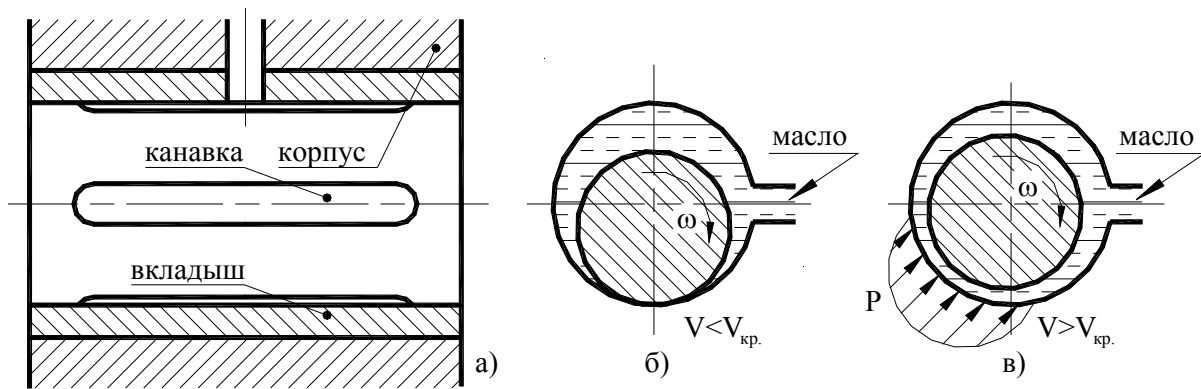 канавка
корпус
вкладыш
а)
масло
ω
V<Vкр.
б)
масло
ω
P
V>Vкр.
в)